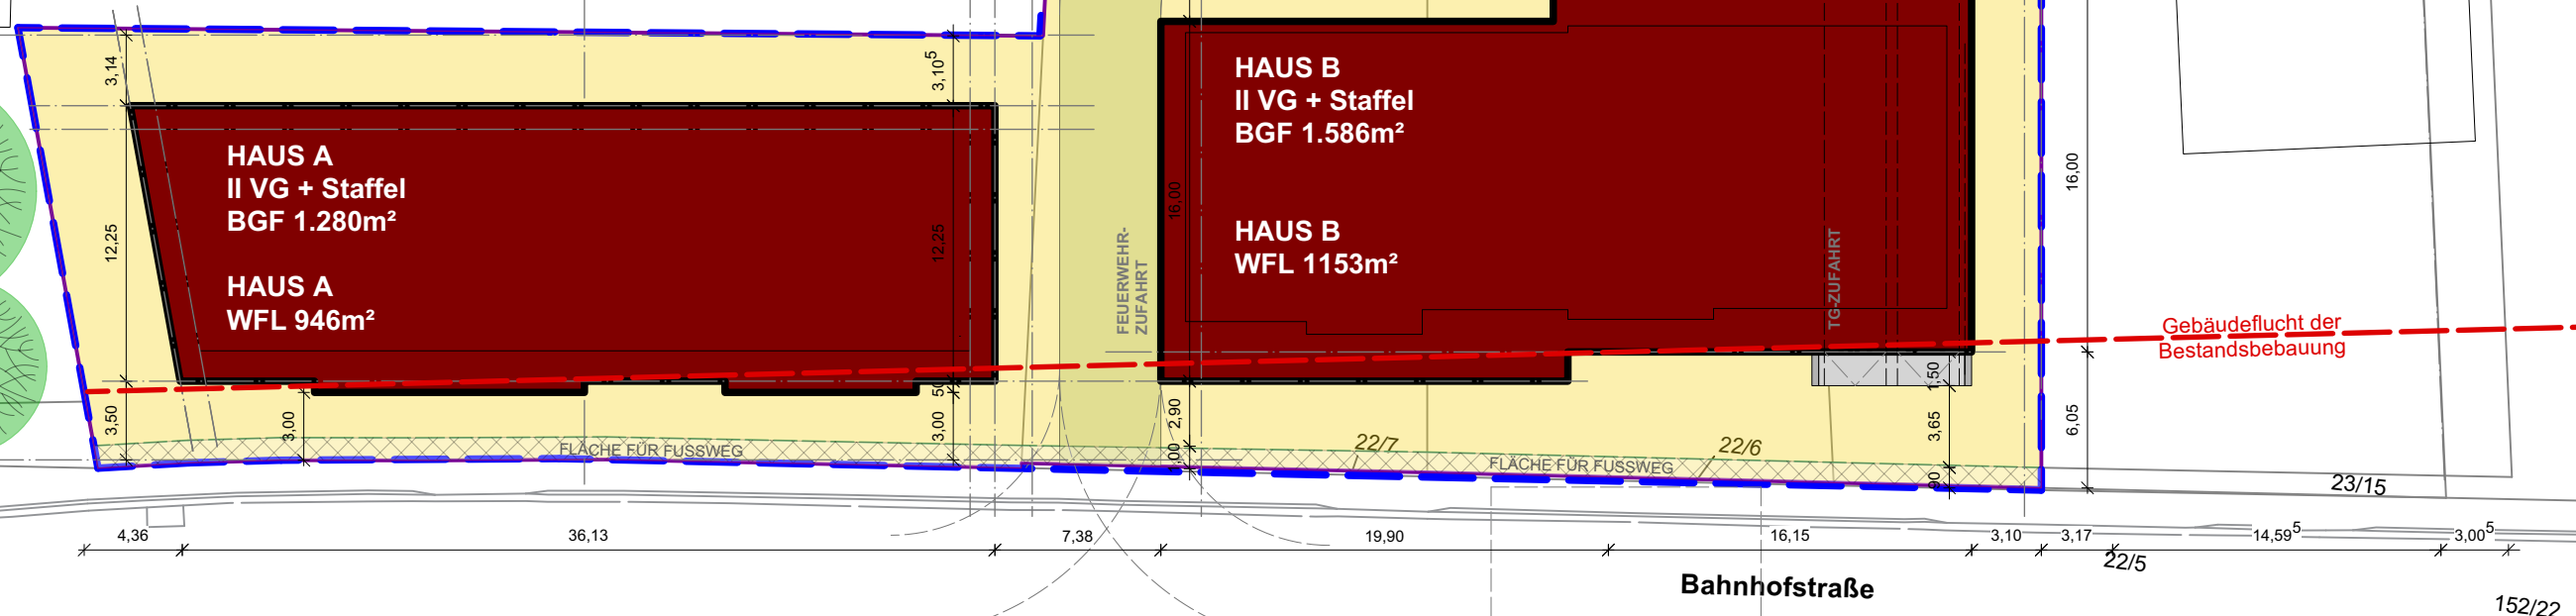 3,14
3,10⁵
HAUS A
II VG + Staffel
BGF 1.280m²
HAUS A
WFL 946m²
12,25
12,25
3,50
3,00
50
3,00
FLÄCHE FÜR FUSSWEG
FEUERWEHR-
ZUFAHRT
HAUS B
II VG + Staffel
BGF 1.586m²
HAUS B
WFL 1153m²
16,00
TG-ZUFAHRT
16,00
Gebäudeflucht der
Bestandsbebauung
2,90
1,00
22/7
22/6
FLÄCHE FÜR FUSSWEG
1,50
3,65
90
6,05
23/15
4,36
36,13
7,38
19,90
16,15
3,10
3,17
14,59⁵
3,00⁵
22/5
Bahnhofstraße
152/22